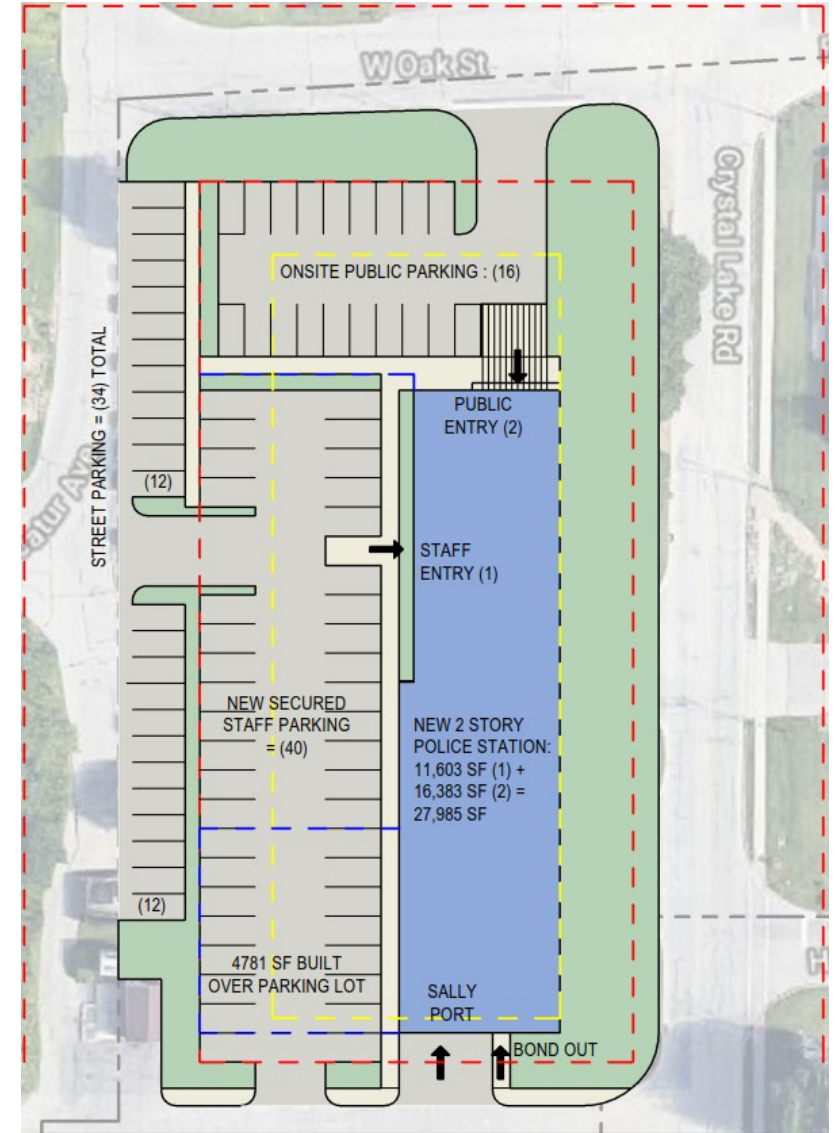 W Oak St
Crystal Lake Rd
ONSITE PUBLIC PARKING : (16)
STREET PARKING = (34) TOTAL
(12)
PUBLIC
ENTRY (2)
STAFF
ENTRY (1)
NEW SECURED
STAFF PARKING
= (40)
NEW 2 STORY
POLICE STATION:
11,603 SF (1) +
16,383 SF (2) =
27,985 SF
(12)
4781 SF BUILT
OVER PARKING LOT
SALLY
PORT
BOND OUT